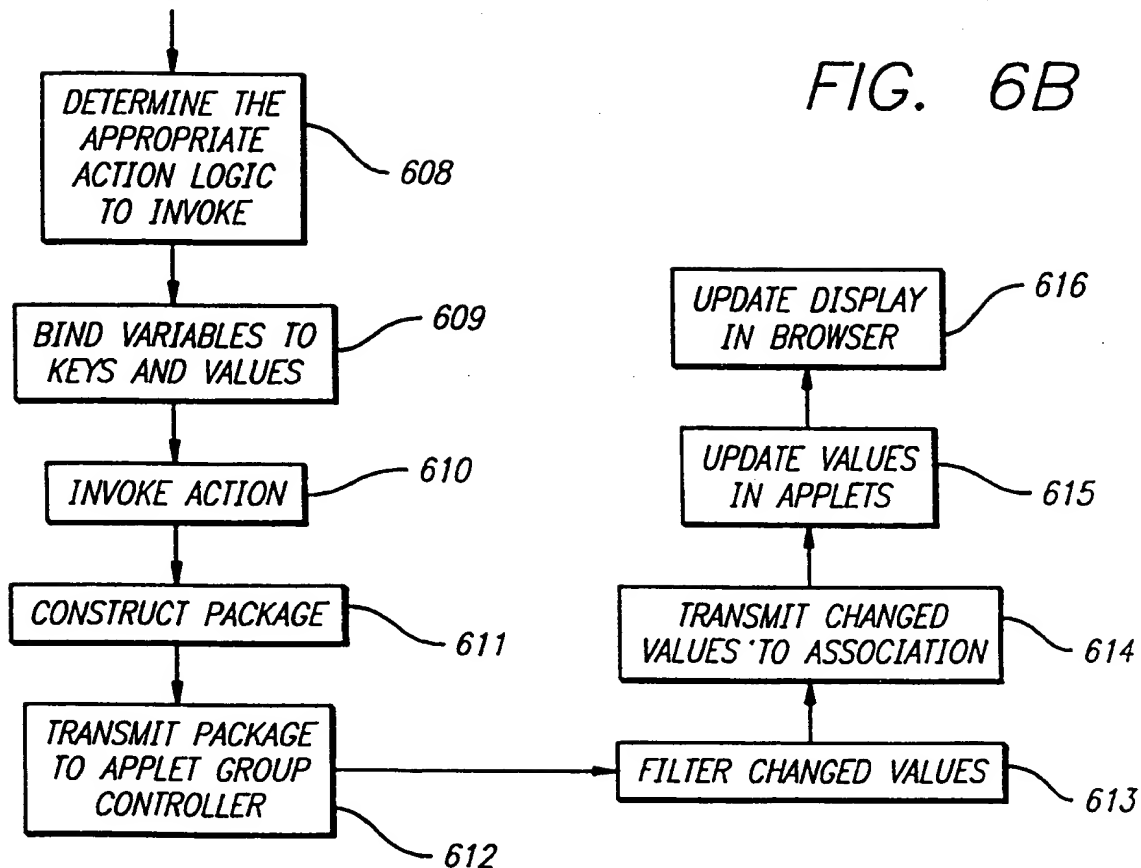 FIG. 6B
DETERMINE THE
APPROPRIATE
ACTION LOGIC
TO INVOKE
608
BIND VARIABLES TO
KEYS AND VALUES
609
INVOKE ACTION
610
CONSTRUCT PACKAGE
611
TRANSMIT PACKAGE
TO APPLET GROUP
CONTROLLER
612
FILTER CHANGED VALUES
613
TRANSMIT CHANGED
VALUES TO ASSOCIATION
614
UPDATE VALUES
IN APPLETS
615
UPDATE DISPLAY
IN BROWSER
616